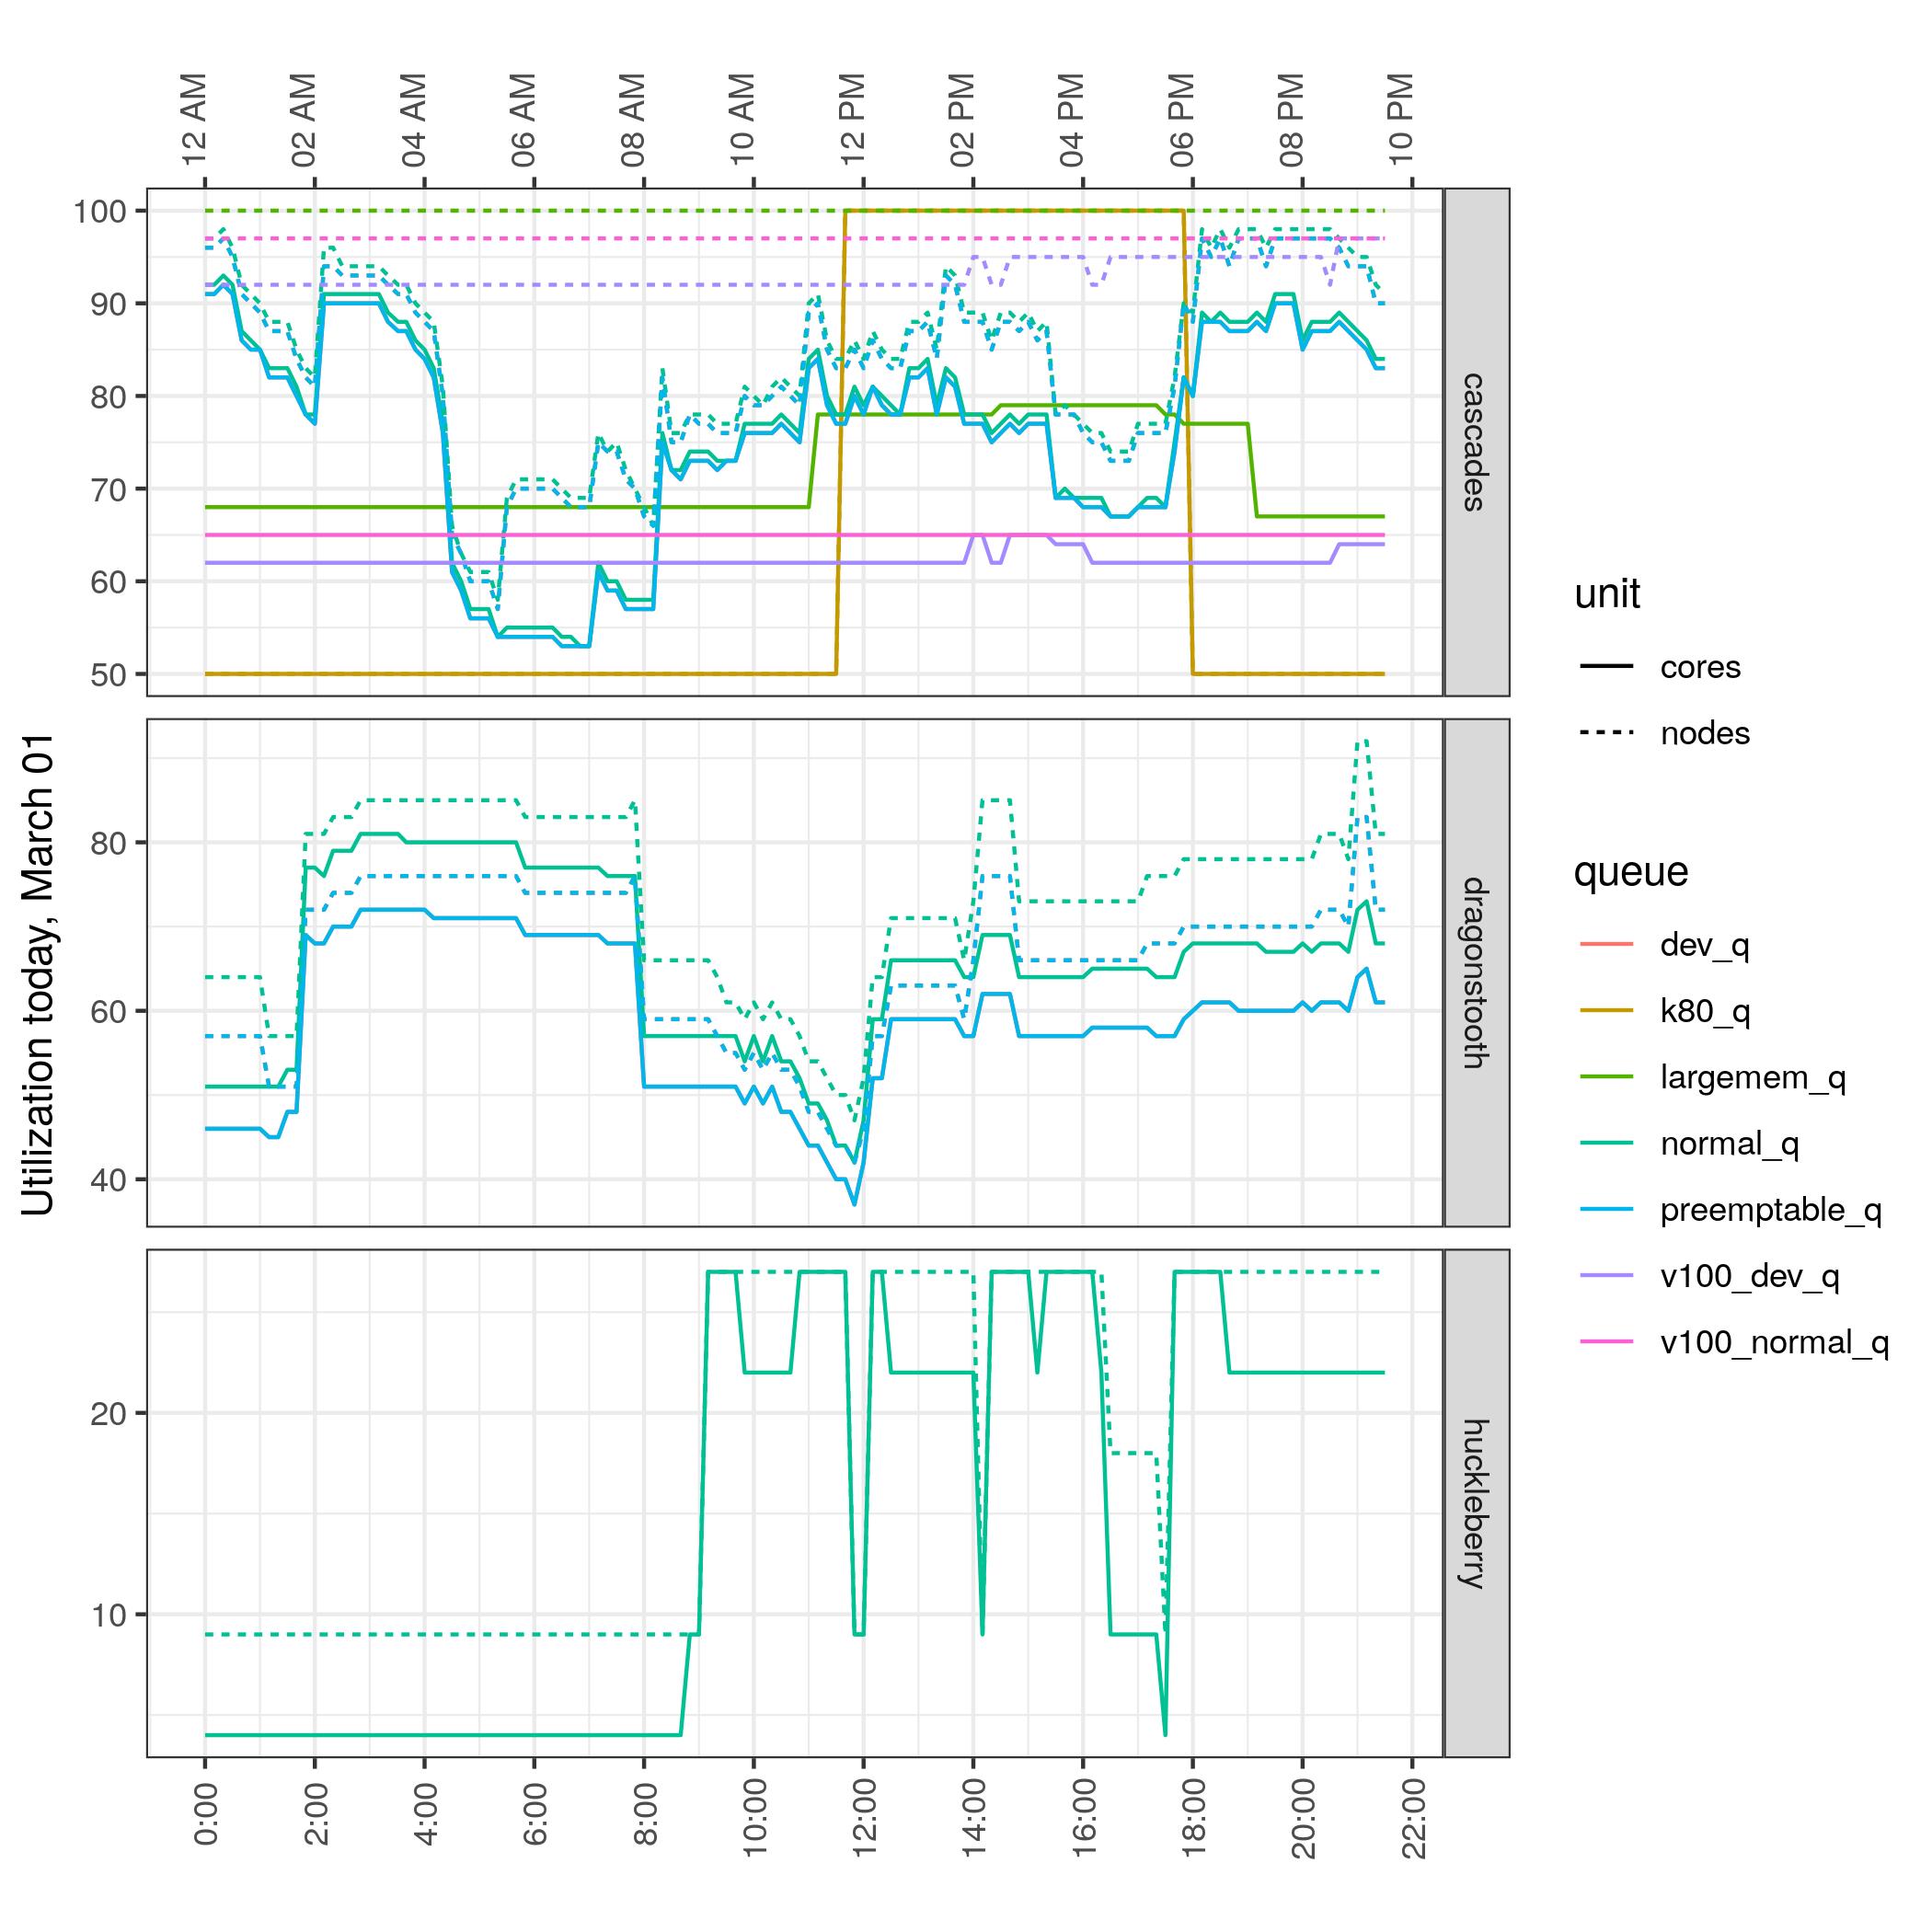 12 AM
02 AM
04 AM
06 AM
08 AM
10 AM
12 PM
02 PM
04 PM
06 PM
08 PM
10 PM
100
90
80
70
60
50
cascades
80
60
40
dragonstooth
20
10
huckleberry
Utilization today, March 01
0:00
2:00
4:00
6:00
8:00
10:00
12:00
14:00
16:00
18:00
20:00
22:00
unit
cores
nodes
queue
dev_q
k80_q
largemem_q
normal_q
preemptable_q
v100_dev_q
v100_normal_q